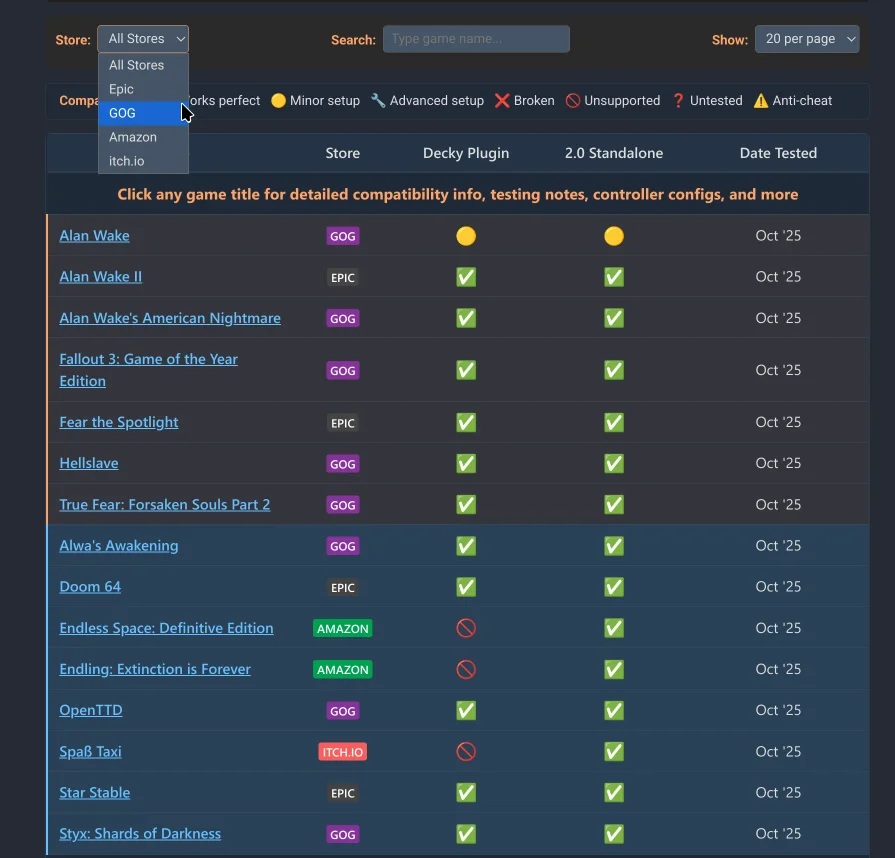 Store: All Stores Search: Type game name... Show: 20 per page
All Stores
Epic
GOG
Amazon
itch.io
Compa orks perfect Minor setup Advanced setup Broken Unsupported Untested Anti-cheat
Store Decky Plugin 2.0 Standalone Date Tested
Click any game title for detailed compatibility info, testing notes, controller configs, and more
Alan Wake GOG Oct '25
Alan Wake II EPIC Oct '25
Alan Wake's American Nightmare GOG Oct '25
Fallout 3: Game of the Year
Edition GOG Oct '25
Fear the Spotlight EPIC Oct '25
Hellslave GOG Oct '25
True Fear: Forsaken Souls Part 2 GOG Oct '25
Alwa's Awakening GOG Oct '25
Doom 64 EPIC Oct '25
Endless Space: Definitive Edition AMAZON Oct '25
Endling: Extinction is Forever AMAZON Oct '25
OpenTTD GOG Oct '25
Spaß Taxi ITCH.IO Oct '25
Star Stable EPIC Oct '25
Styx: Shards of Darkness GOG Oct '25